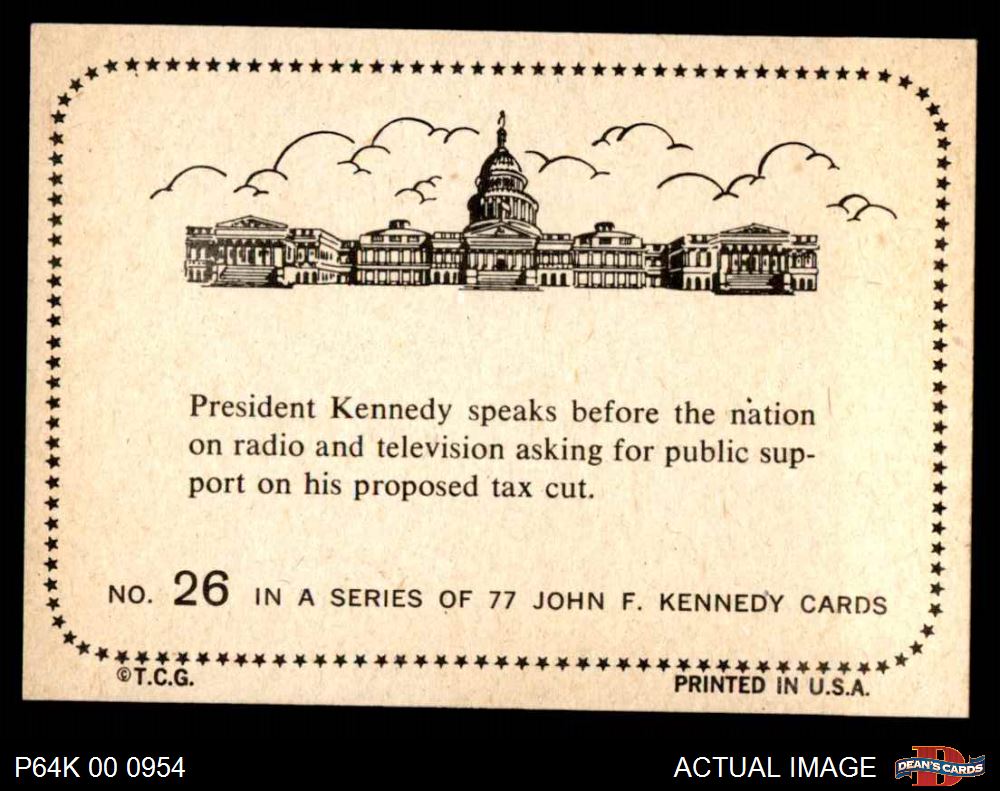 President Kennedy speaks before the nation
on radio and television asking for public sup-
port on his proposed tax cut.
NO. 26 IN A SERIES OF 77 JOHN F. KENNEDY CARDS
©T.C.G.
PRINTED IN U.S.A.
P64K 00 0954
ACTUAL IMAGE
DEAN'S CARDS